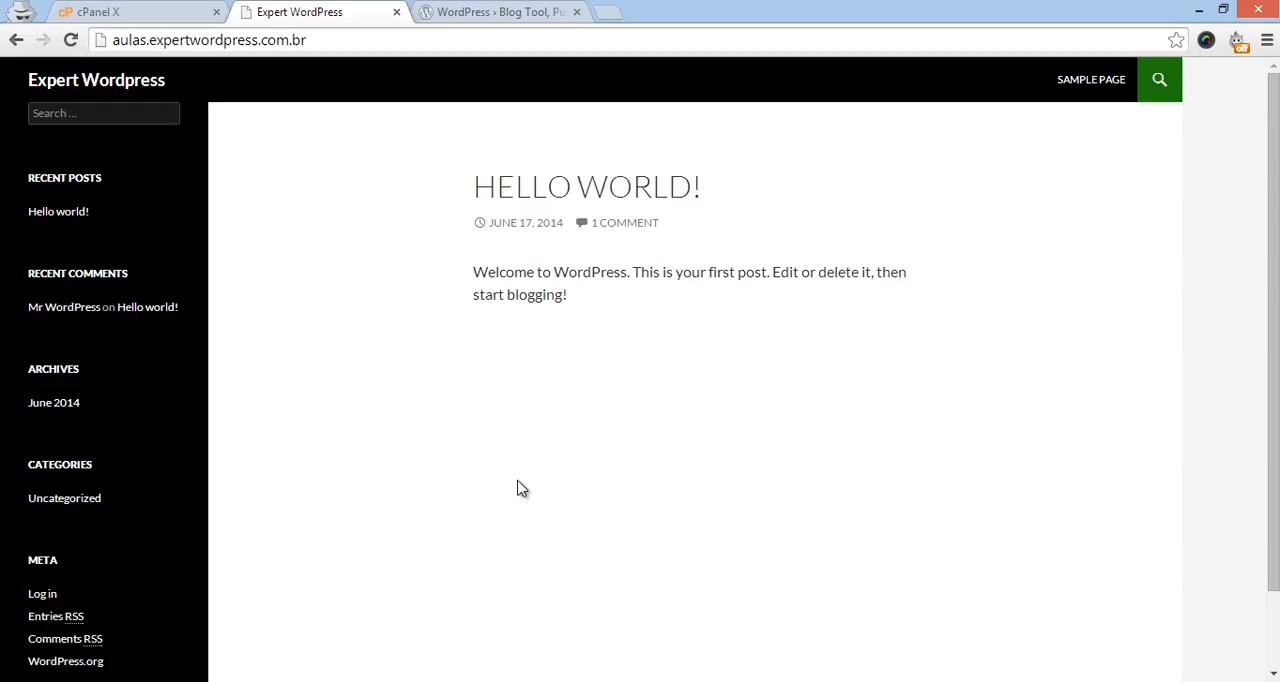 cPanel X
Expert WordPress
WordPress › Blog Tool, Pu
aulas.expertwordpress.com.br
off
Expert Wordpress
SAMPLE PAGE
Search ...
RECENT POSTS
Hello world!
RECENT COMMENTS
Mr WordPress on Hello world!
ARCHIVES
June 2014
CATEGORIES
Uncategorized
META
Log in
Entries RSS
Comments RSS
WordPress.org
HELLO WORLD!
JUNE 17, 2014 1 COMMENT
Welcome to WordPress. This is your first post. Edit or delete it, then
start blogging!